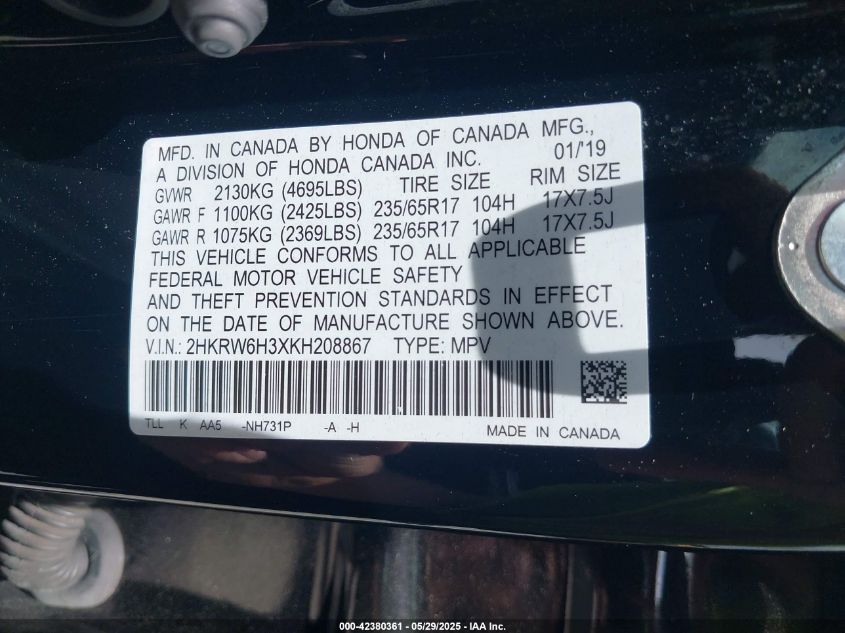 MFD. IN CANADA BY HONDA OF CANADA MFG.,
A DIVISION OF HONDA CANADA INC. 01/'19
GVWR 2130KG (4695LBS) TIRE SIZE RIM SIZE
GAWR F 1100KG (2425LBS) 235/65R17 104H 17X7.5J
GAWR R 1075KG (2369LBS) 235/65R17 104H 17X7.5J
THIS VEHICLE CONFORMS TO ALL APPLICABLE
FEDERAL MOTOR VEHICLE SAFETY
AND THEFT PREVENTION STANDARDS IN EFFECT
ON THE DATE OF MANUFACTURE SHOWN ABOVE.
V.I.N.: 2HKRW6H3XKH208867 TYPE: MPV
TLL K AA5 -NH731P -A -H MADE IN CANADA
000-42380361 - 05/29/2025 - IAA Inc.